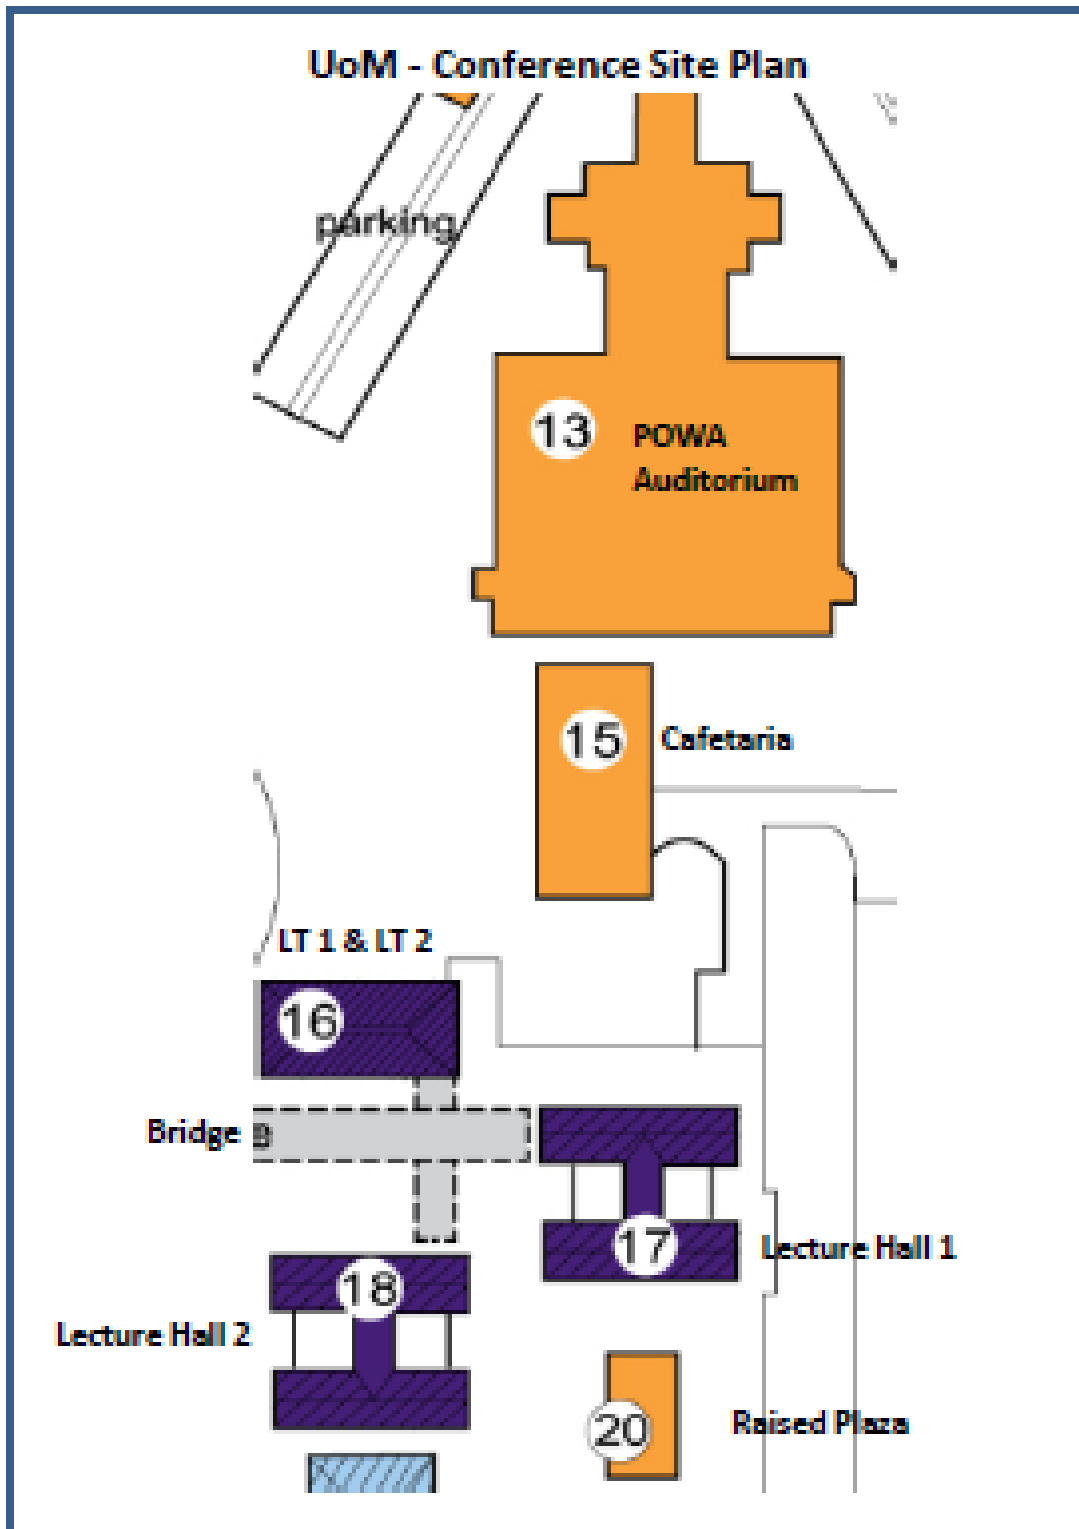 UoM - Conference Site Plan
parking
13
POWA
Auditorium
15
Cafetaria
LT 1 & LT 2
16
Bridge
17
Lecture Hall 1
18
Lecture Hall 2
20
Raised Plaza